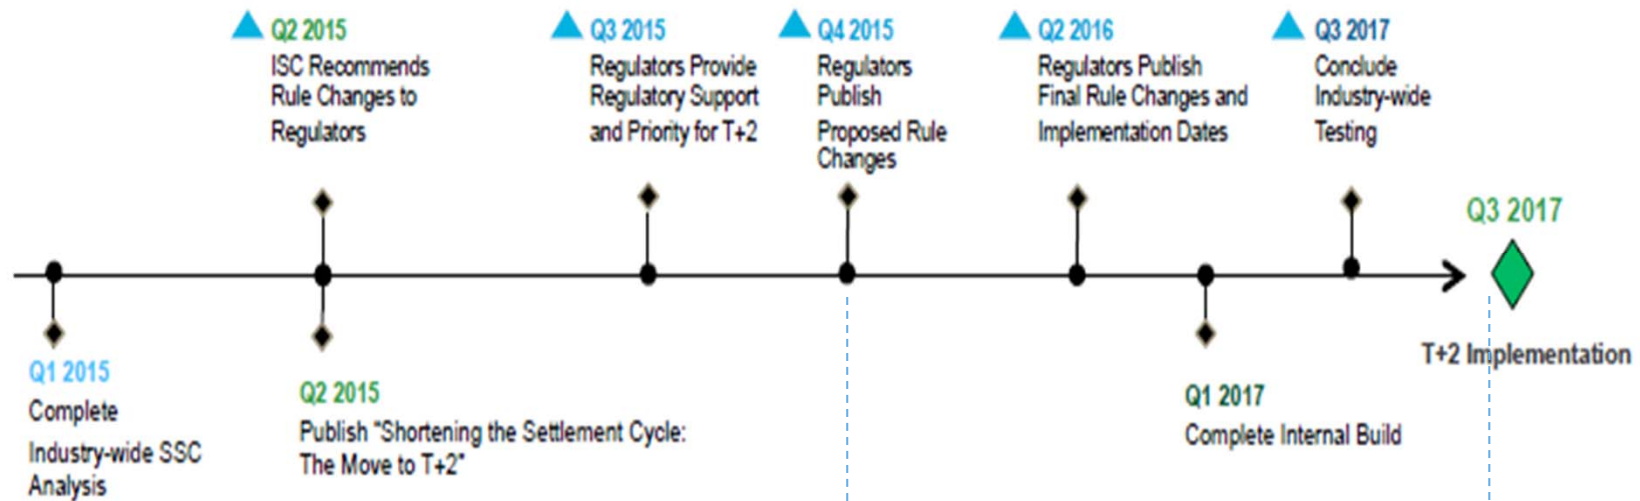 Q2 2015
ISC Recommends
Rule Changes to
Regulators
Q3 2015
Regulators Provide
Regulatory Support
and Priority for T+2
Q4 2015
Regulators
Publish
Proposed Rule
Changes
Q2 2016
Regulators Publish
Final Rule Changes and
Implementation Dates
Q3 2017
Conclude
Industry-wide
Testing
Q3 2017
T+2 Implementation
Q1 2015
Complete
Industry-wide SSC
Analysis
Q2 2015
Publish "Shortening the Settlement Cycle:
The Move to T+2"
Q1 2017
Complete Internal Build